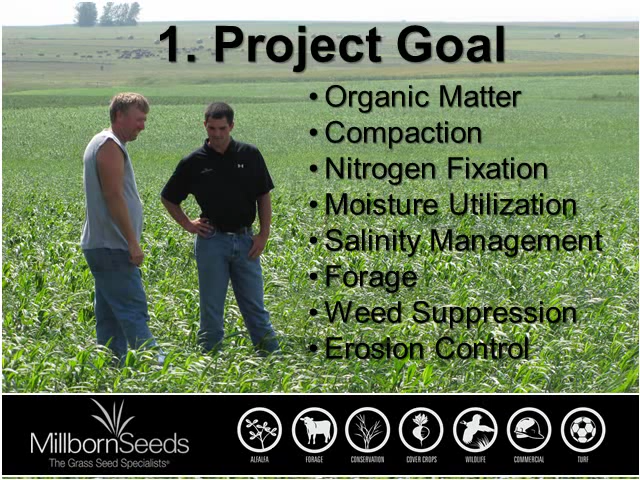 1. Project Goal
• Organic Matter
• Compaction
• Nitrogen Fixation
• Moisture Utilization
• Salinity Management
• Forage
• Weed Suppression
• Erosion Control
MillbornSeeds
The Grass Seed Specialists®
ALFALFA FORAGE CONSERVATION COVER CROPS WILDLIFE COMMERCIAL TURF